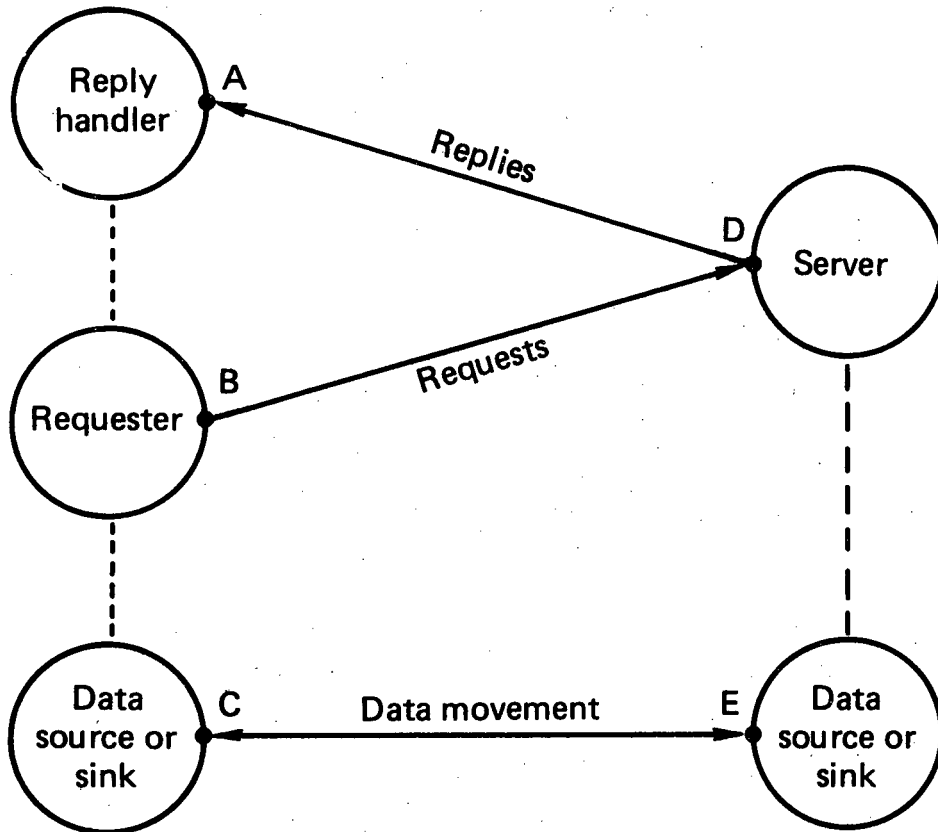 Reply
handler
A
Replies
D
Server
B
Requests
Requester
Data
source or
sink
C
Data movement
E
Data
source or
sink